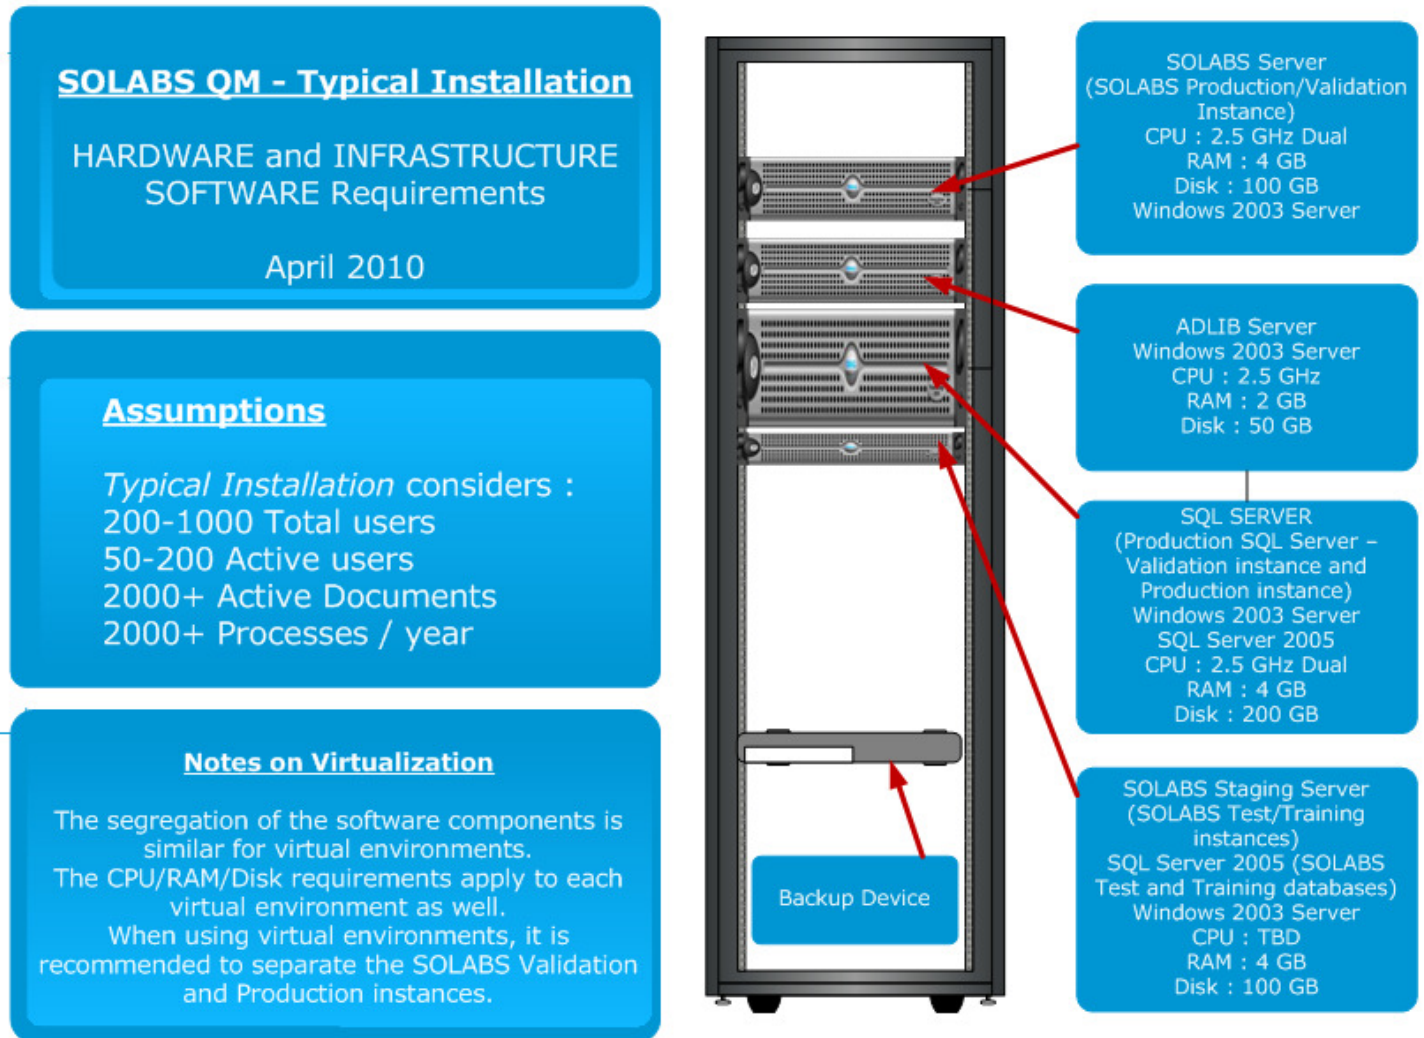 SOLABS QM - Typical Installation
HARDWARE and INFRASTRUCTURE
SOFTWARE Requirements
April 2010
Assumptions
Typical Installation considers :
200-1000 Total users
50-200 Active users
2000+ Active Documents
2000+ Processes / year
Notes on Virtualization
The segregation of the software components is
similar for virtual environments.
The CPU/RAM/Disk requirements apply to each
virtual environment as well.
When using virtual environments, it is
recommended to separate the SOLABS Validation
and Production instances.
Backup Device
SOLABS Server
(SOLABS Production/Validation
Instance)
CPU : 2.5 GHz Dual
RAM : 4 GB
Disk : 100 GB
Windows 2003 Server
ADLIB Server
Windows 2003 Server
CPU : 2.5 GHz
RAM : 2 GB
Disk : 50 GB
SQL SERVER
(Production SQL Server –
Validation instance and
Production instance)
Windows 2003 Server
SQL Server 2005
CPU : 2.5 GHz Dual
RAM : 4 GB
Disk : 200 GB
SOLABS Staging Server
(SOLABS Test/Training
instances)
SQL Server 2005 (SOLABS
Test and Training databases)
Windows 2003 Server
CPU : TBD
RAM : 4 GB
Disk : 100 GB